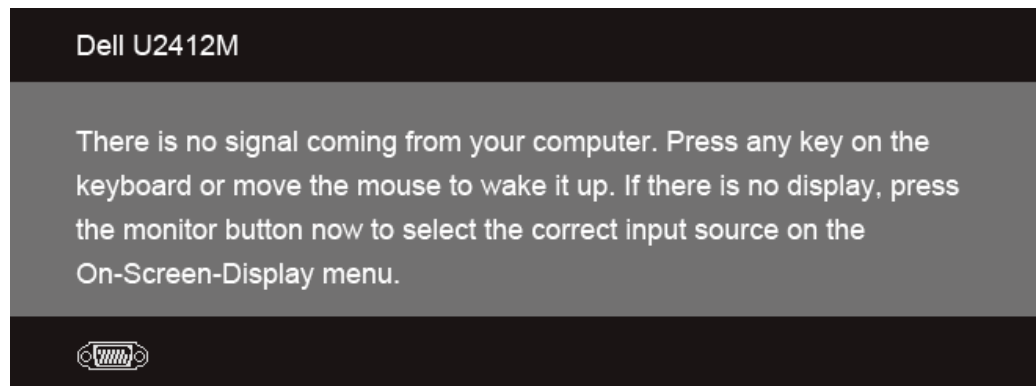 Dell U2412M
There is no signal coming from your computer. Press any key on the
keyboard or move the mouse to wake it up. If there is no display, press
the monitor button now to select the correct input source on the
On-Screen-Display menu.